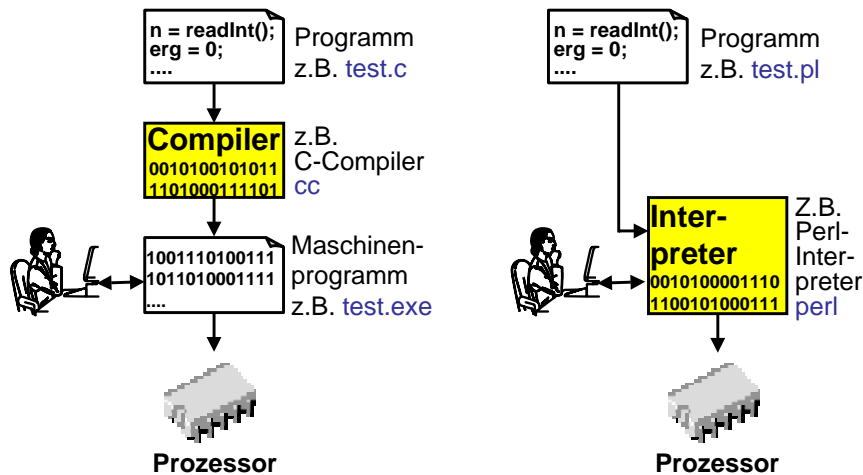 n = readInt();
erg = 0;
....
Programm
z.B. test.c
Compiler
0010100101011
1101000111101
z.B.
C-Compiler
cc
1001110100111
1011010001111
....
Maschinen-
programm
z.B. test.exe
Prozessor
n = readInt();
erg = 0;
....
Programm
z.B. test.pl
Inter-
preter
0010100001110
1100101000111
Z.B.
Perl-
Inter-
preter
perl
Prozessor